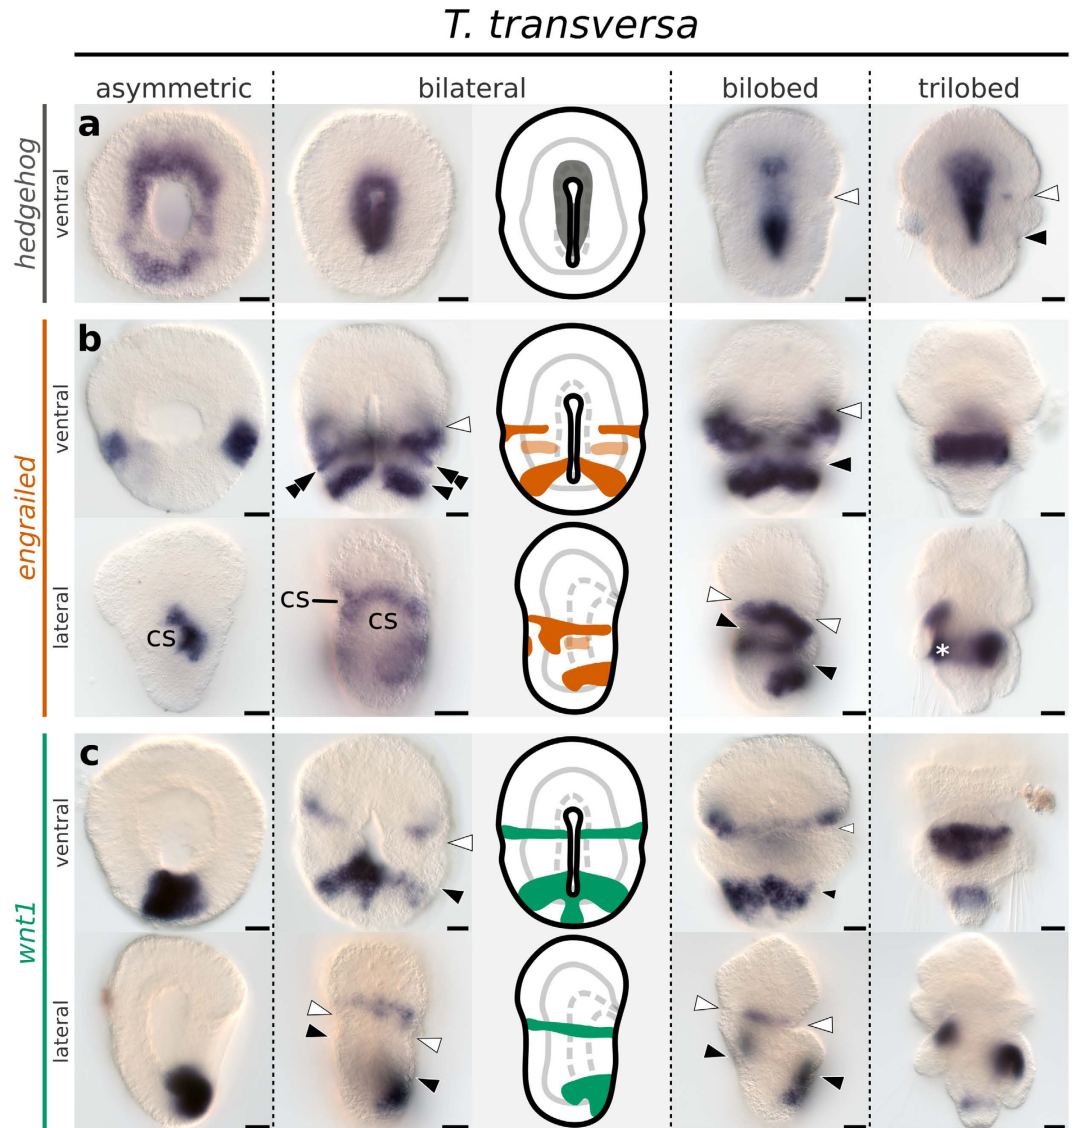 T. transversa
asymmetric bilateral bilobed trilobed
a
hedgehog
ventral
b
engrailed
ventral
lateral
cs
cs
cs
*
c
wnt1
ventral
lateral